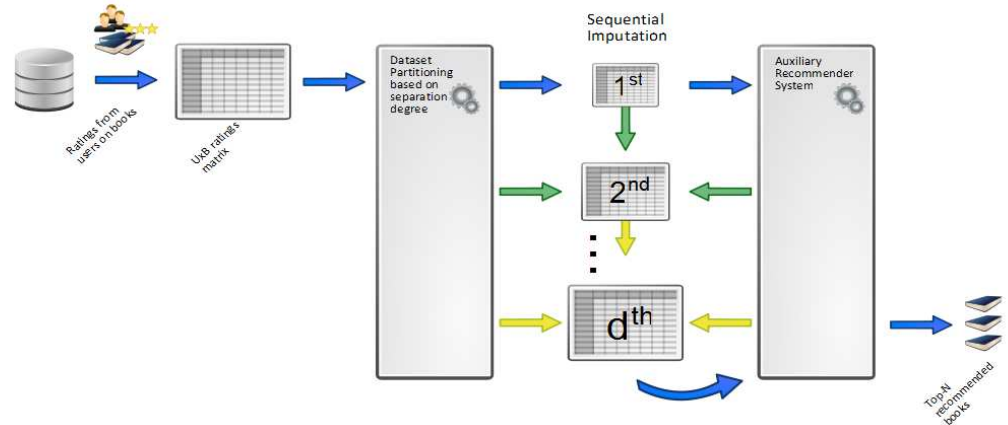 Sequential
Imputation
Dataset
Partitioning
based on
separation
degree
1st
Auxiliary
Recommender
System
Ratings from
users on books
UxB ratings
matrix
2nd
dth
Top-N
recommended
books